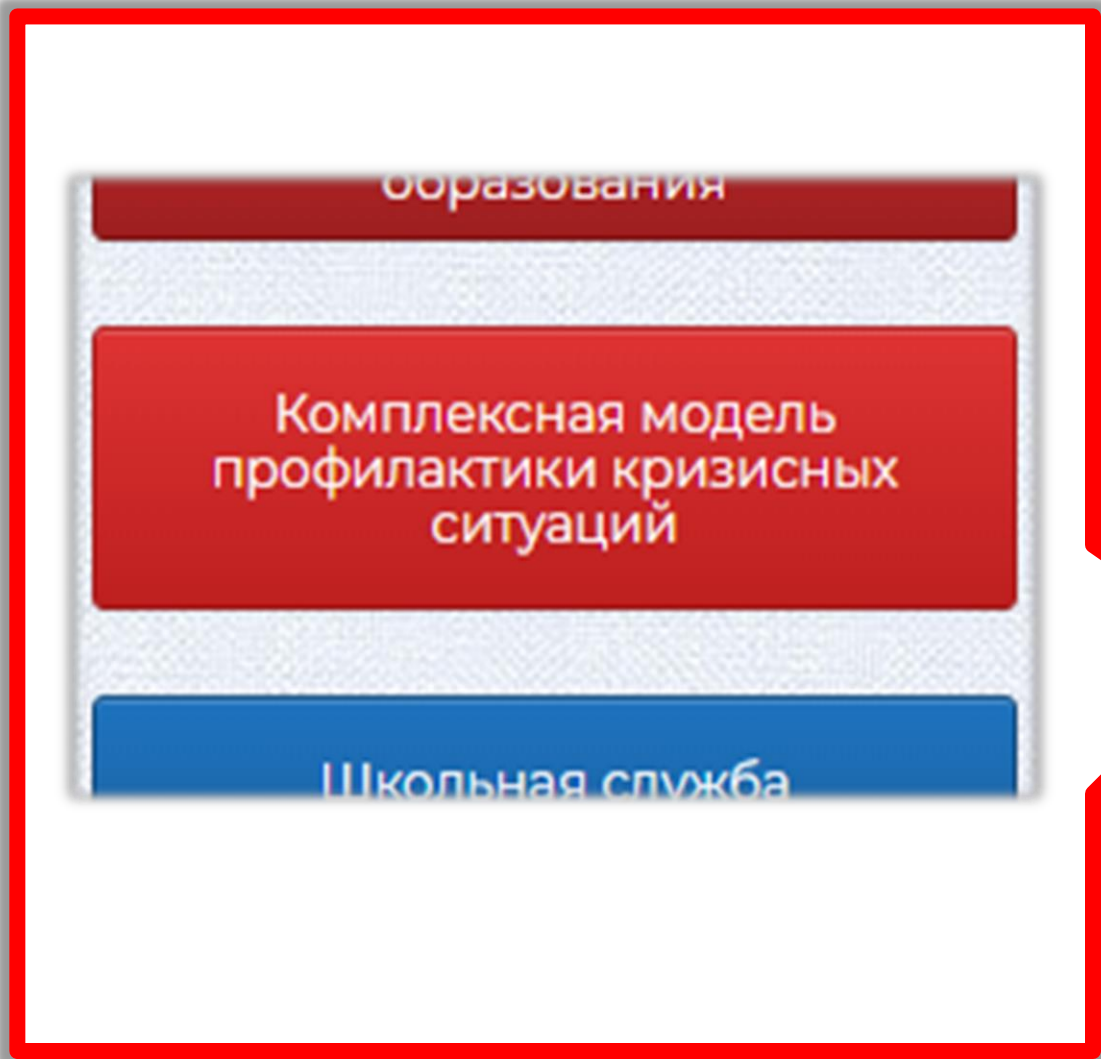 образования
Комплексная модель
профилактики кризисных
ситуаций
Школьная служба